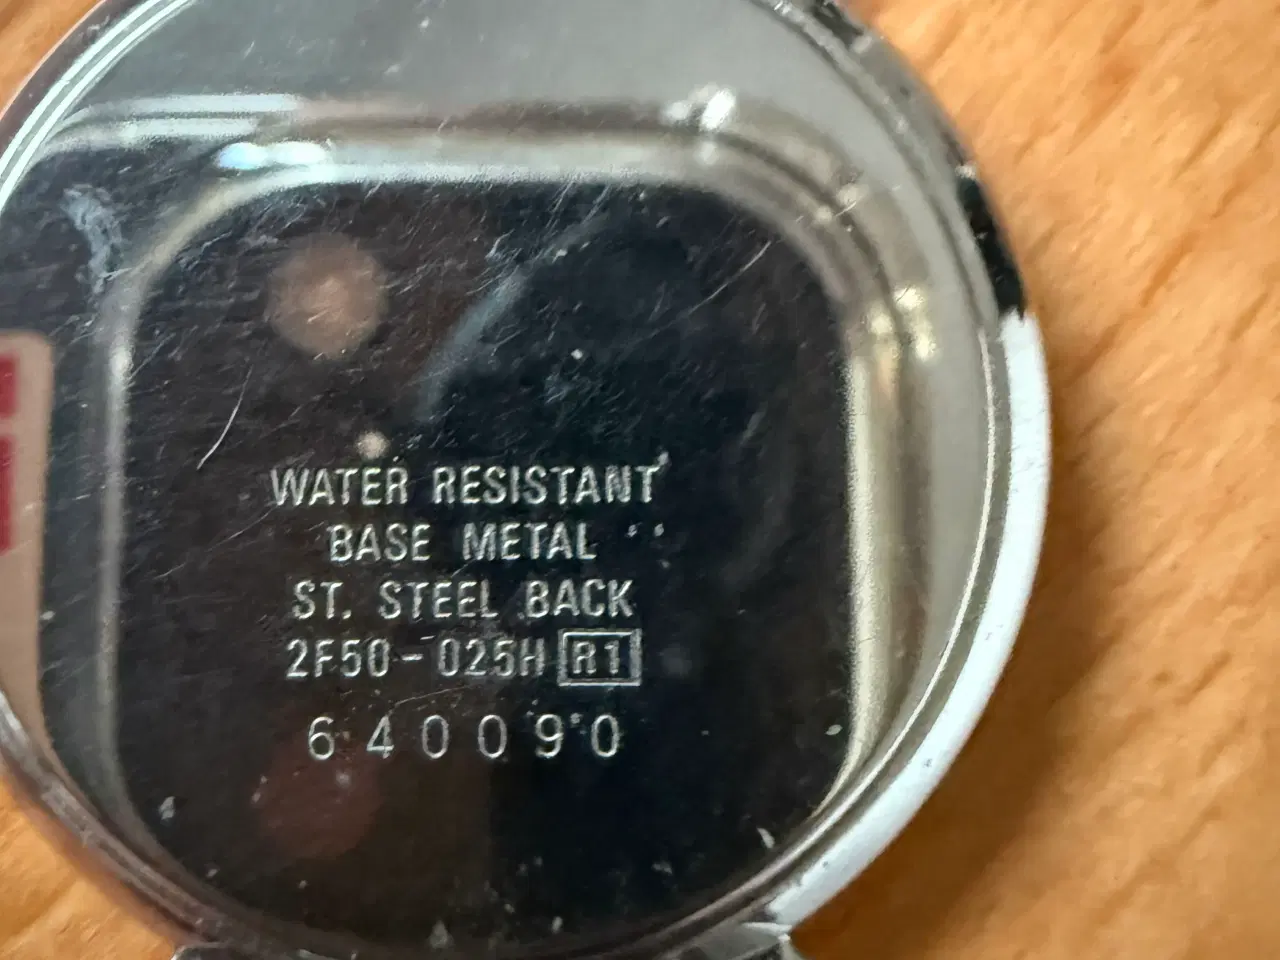 WATER RESISTANT
BASE METAL
ST. STEEL BACK
2F50-025H R1
640090